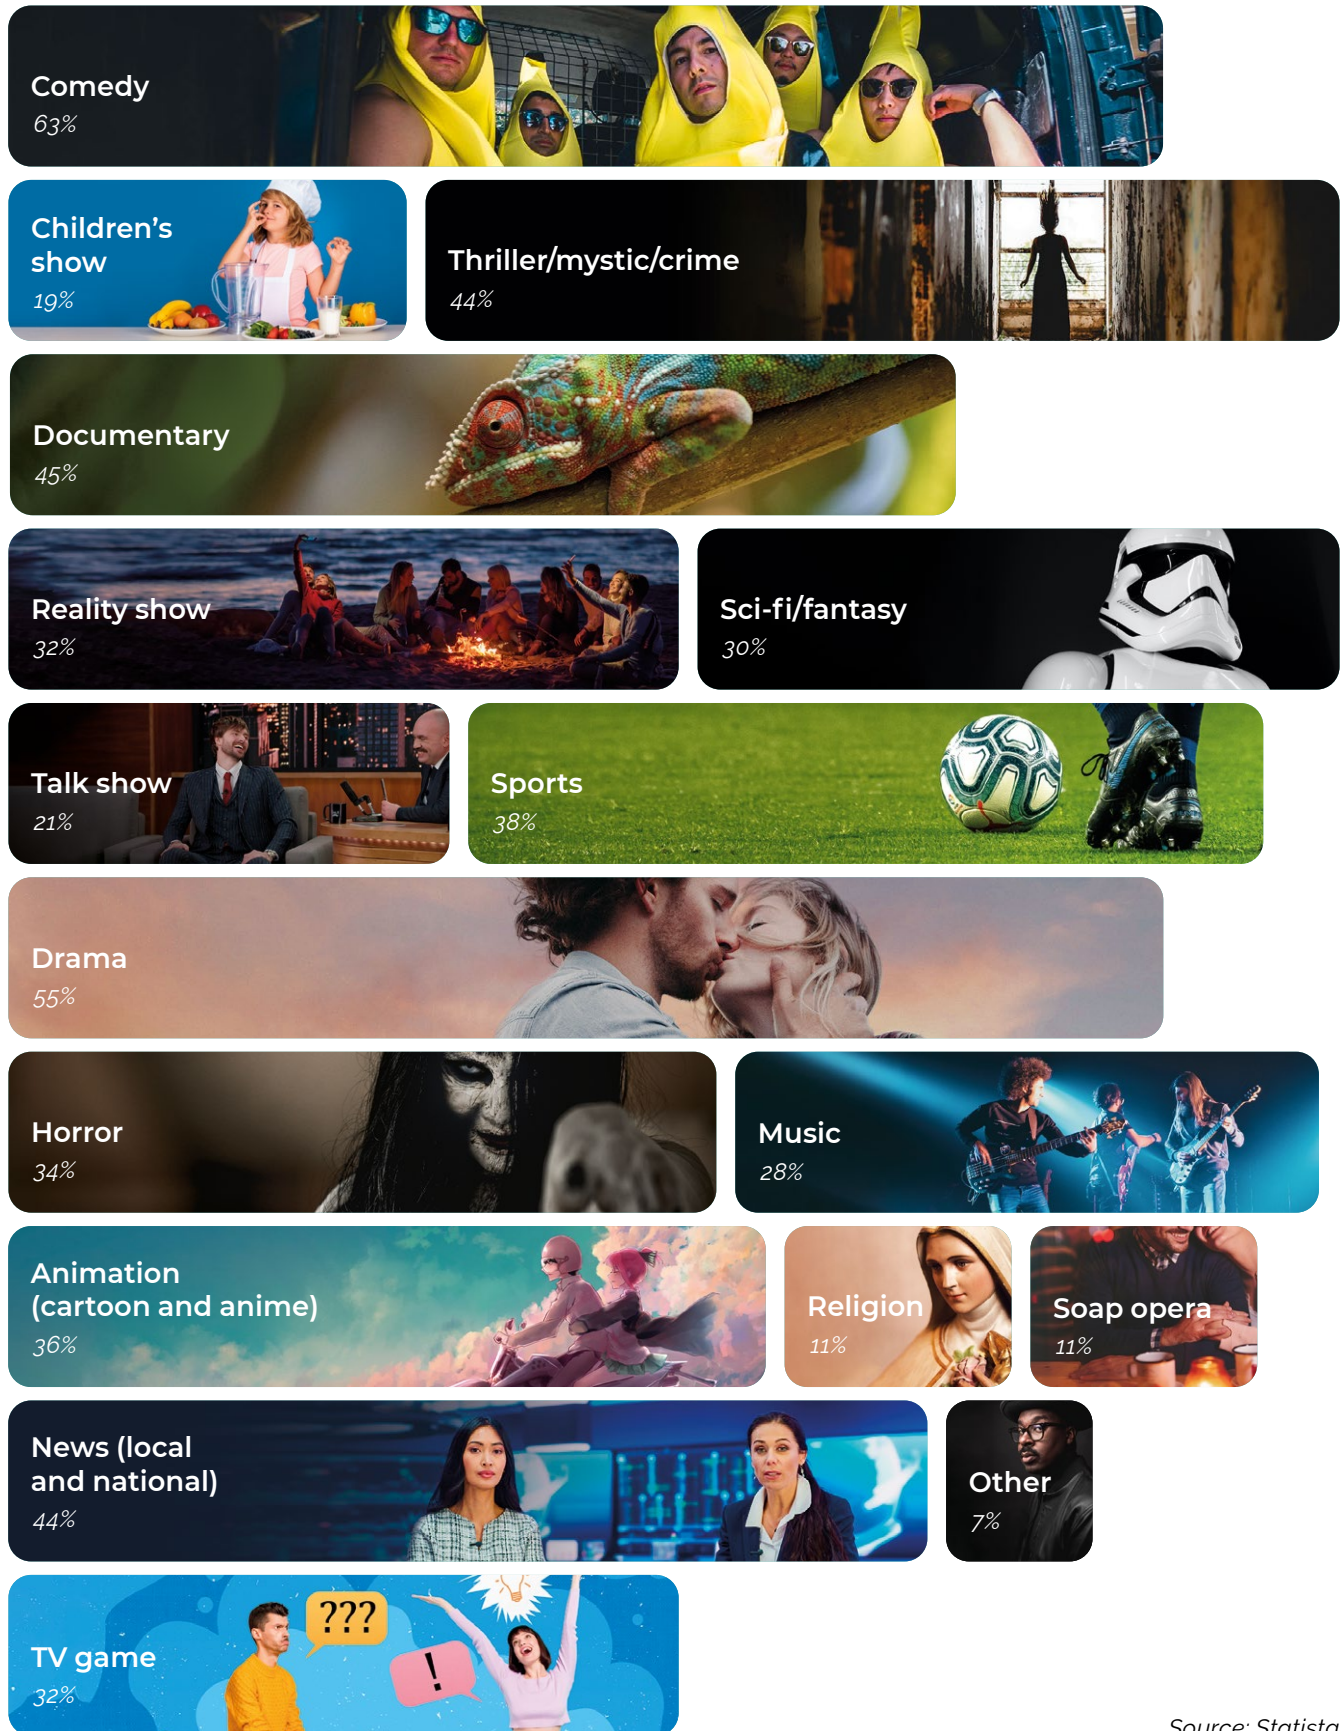 Comedy
63%
Children's
show
19%
Thriller/mystic/crime
44%
Documentary
45%
Reality show
32%
Sci-fi/fantasy
30%
Talk show
21%
Sports
38%
Drama
55%
Horror
34%
Music
28%
Animation
(cartoon and anime)
36%
Religion
11%
Soap opera
11%
News (local
and national)
44%
Other
7%
???
!
TV game
32%
Source: Statista